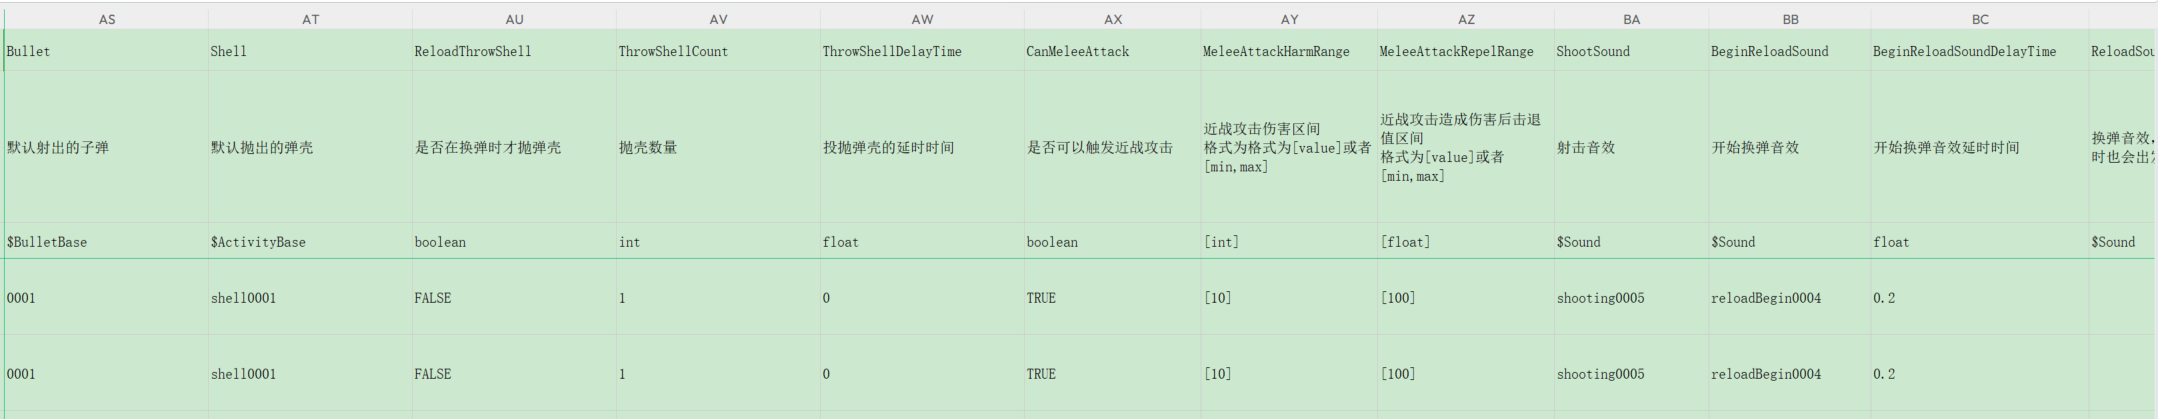 AS AT AU AV AW AX AY AZ BA BB BC
Bullet Shell ReloadThrowShell ThrowShellCount ThrowShellDelayTime CanMeleeAttack MeleeAttackHarmRange MeleeAttackRepelRange ShootSound BeginReloadSound BeginReloadSoundDelayTime ReloadSou
默认射出的子弹
默认抛出的弹壳
是否在换弹时才抛弹壳
抛壳数量
投抛弹壳的延时时间
是否可以触发近战攻击
近战攻击伤害区间
格式为格式为[value]或者
[min,max]
近战攻击造成伤害后击退
值区间
格式为[value]或者
[min,max]
射击音效
开始换弹音效
开始换弹音效延时时间
换弹音效,
时也会出
$BulletBase $ActivityBase boolean int float boolean [int] [float] $Sound $Sound float $Sound
0001 shell0001 FALSE 1 0 TRUE [10] [100] shooting0005 reloadBegin0004 0.2
0001 shell0001 FALSE 1 0 TRUE [10] [100] shooting0005 reloadBegin0004 0.2